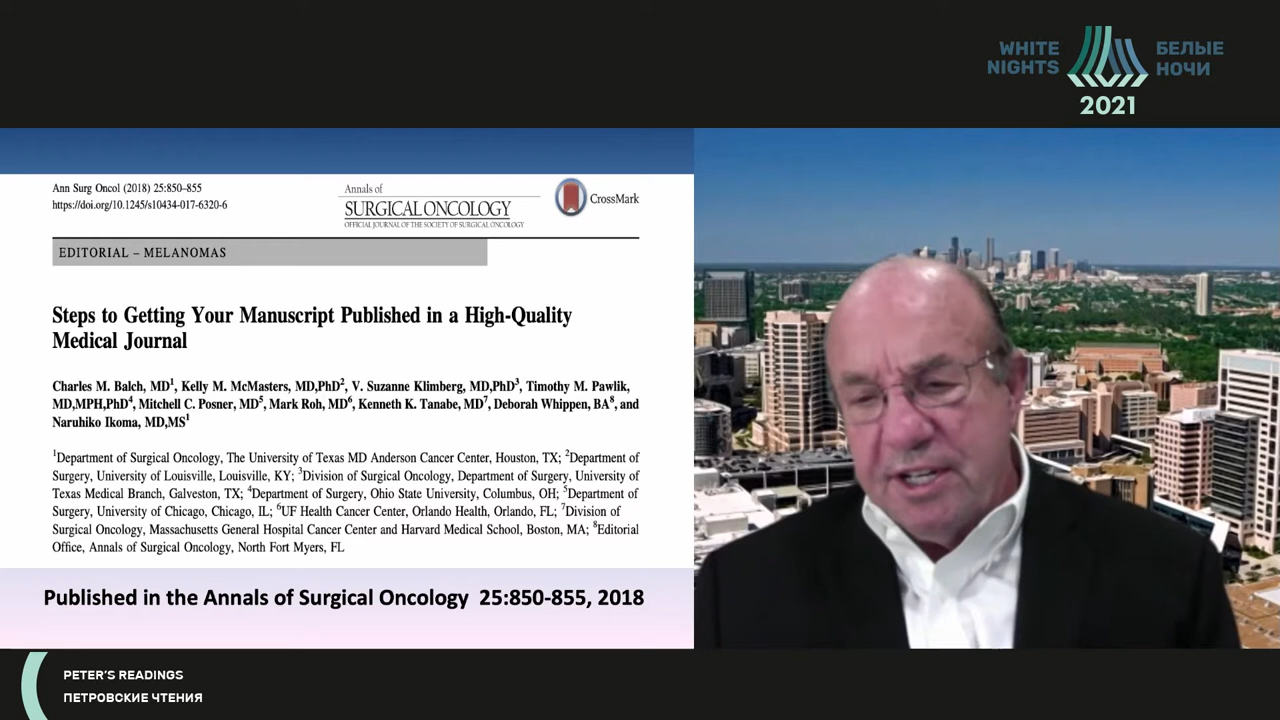 WHITE
NIGHTS
БЕЛЫЕ
НОЧИ
2021
Ann Surg Oncol (2018) 25:850–855
https://doi.org/10.1245/s10434-017-6320-6
Annals of
SURGICAL ONCOLOGY
OFFICIAL JOURNAL OF THE SOCIETY OF SURGICAL ONCOLOGY
CrossMark
EDITORIAL – MELANOMAS
Steps to Getting Your Manuscript Published in a High-Quality
Medical Journal
Charles M. Balch, MD1, Kelly M. McMasters, MD,PhD2, V. Suzanne Klimberg, MD,PhD3, Timothy M. Pawlik,
MD,MPH,PhD4, Mitchell C. Posner, MD5, Mark Roh, MD6, Kenneth K. Tanabe, MD7, Deborah Whippen, BA8, and
Naruhiko Ikoma, MD,MS1
1Department of Surgical Oncology, The University of Texas MD Anderson Cancer Center, Houston, TX; 2Department of
Surgery, University of Louisville, Louisville, KY; 3Division of Surgical Oncology, Department of Surgery, University of
Texas Medical Branch, Galveston, TX; 4Department of Surgery, Ohio State University, Columbus, OH; 5Department of
Surgery, University of Chicago, Chicago, IL; 6UF Health Cancer Center, Orlando Health, Orlando, FL; 7Division of
Surgical Oncology, Massachusetts General Hospital Cancer Center and Harvard Medical School, Boston, MA; 8Editorial
Office, Annals of Surgical Oncology, North Fort Myers, FL
Published in the Annals of Surgical Oncology 25:850-855, 2018
PETER'S READINGS
ПЕТРОВСКИЕ ЧТЕНИЯ